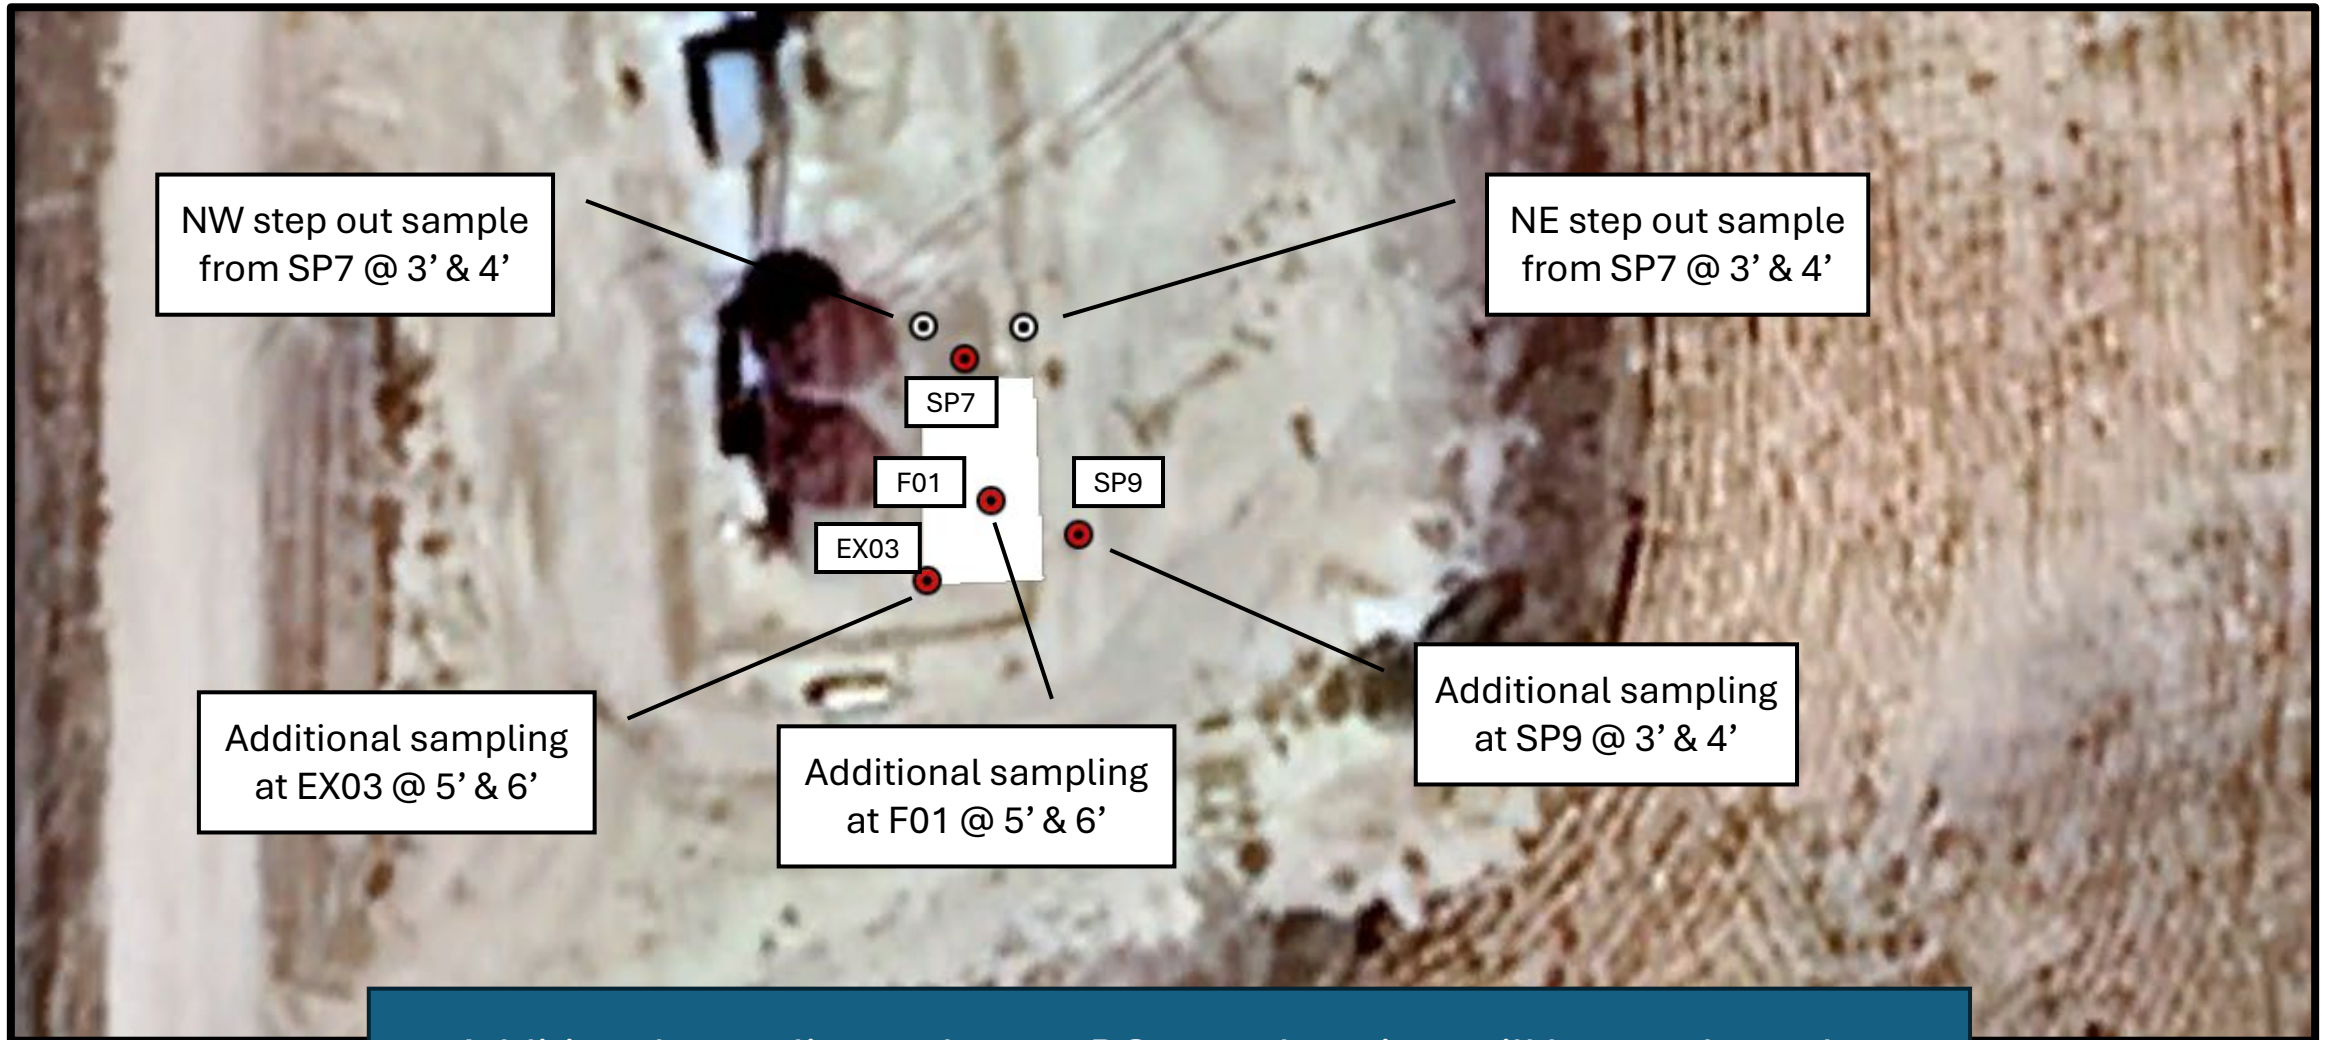 NW step out sample
from SP7 @ 3’ & 4’
NE step out sample
from SP7 @ 3’ & 4’
SP7
F01
SP9
EX03
Additional sampling
at EX03 @ 5’ & 6’
Additional sampling
at F01 @ 5’ & 6’
Additional sampling
at SP9 @ 3’ & 4’